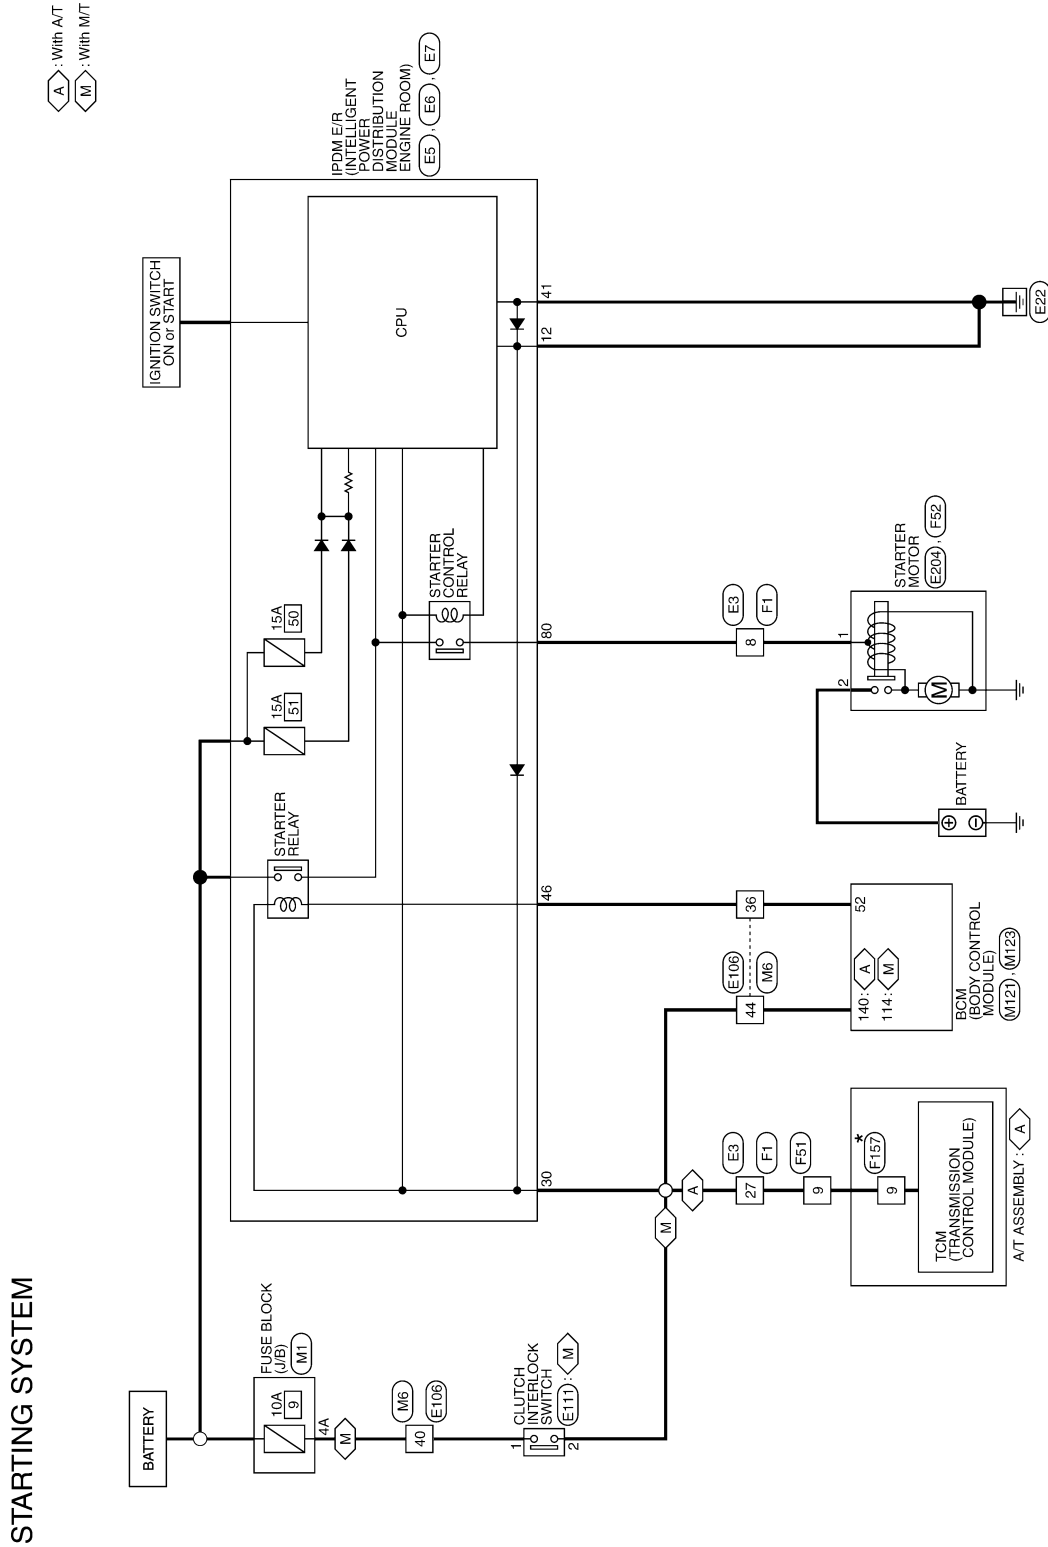 STARTING SYSTEM
A : With A/T
M : With M/T
BATTERY
FUSE BLOCK
(J/B)
M1
10A
9
4A
M
M6
40
E106
1
2
CLUTCH
INTERLOCK
SWITCH
E111 : M
M
A
IGNITION SWITCH
ON or START
IPDM E/R
(INTELLIGENT
POWER
DISTRIBUTION
MODULE
ENGINE ROOM)
E5 , E6 , E7
STARTER
RELAY
15A
51
15A
50
CPU
STARTER
CONTROL
RELAY
30
46
80
12
41
27
E3
F1
9
F51
* F157
9
TCM
(TRANSMISSION
CONTROL MODULE)
A/T ASSEMBLY : A
44
E106
M6
36
140 : A
114 : M
52
BCM
(BODY CONTROL
MODULE)
M121 , M123
BATTERY
+
−
8
E3
F1
2
1
M
STARTER
MOTOR
E204 , F52
E22